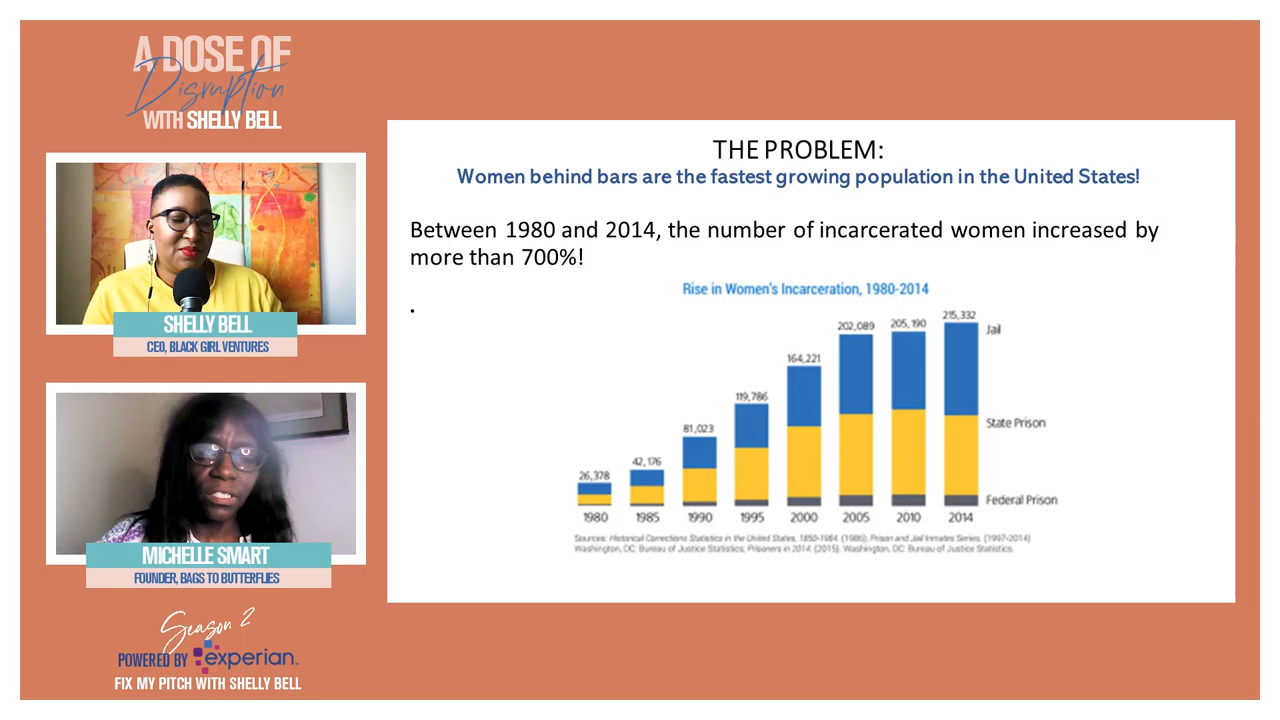 A DOSE OF
Disruption
WITH SHELLY BELL
SHELLY BELL
CEO, BLACK GIRL VENTURES
MICHELLE SMART
FOUNDER, BAGS TO BUTTERFLIES
Season 2
POWERED BY experian.
FIX MY PITCH WITH SHELLY BELL
THE PROBLEM:
Women behind bars are the fastest growing population in the United States!
Between 1980 and 2014, the number of incarcerated women increased by
more than 700%!
.
Rise in Women's Incarceration, 1980-2014
26,378
42,176
81,023
119,786
164,221
202,089
205,190
215,332
Jail
State Prison
Federal Prison
1980 1985 1990 1995 2000 2005 2010 2014
Sources: Historical Corrections Statistics in the United States, 1850-1984. (1986); Prison and Jail Inmates Series. (1997-2014)
Washington, DC: Bureau of Justice Statistics; Prisoners in 2014. (2015). Washington, DC: Bureau of Justice Statistics.